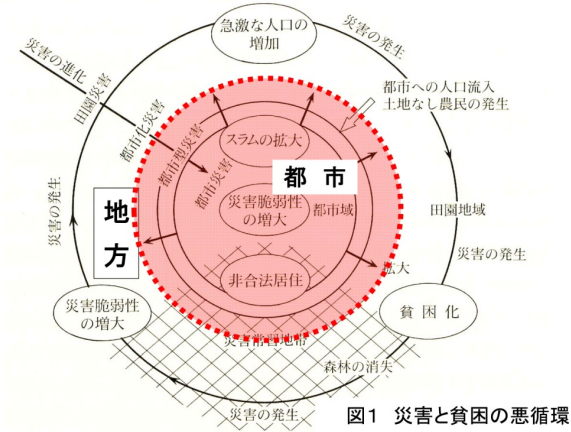 急激な人口の
増加
災害の発生
災害の進化
田園災害
都市化災害
都市型災害
都市災害
都市への人口流入
土地なし農民の発生
スラムの拡大
都市
地方
災害の発生
災害脆弱性
の増大
都市域
田園地域
災害の発生
拡大
非合法居住
災害脆弱性
の増大
貧困化
災害常習地帯
森林の消失
災害の発生
図1 災害と貧困の悪循環